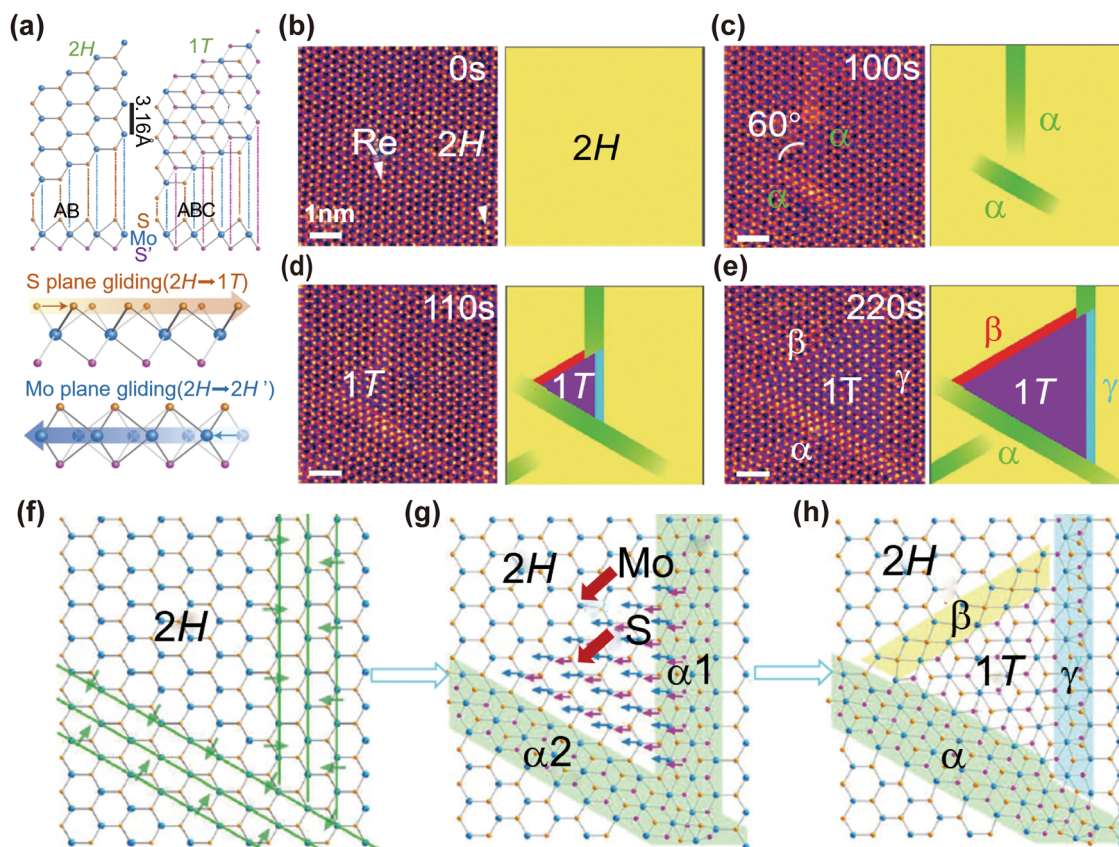 (a)
2H
1T
3.16Å
AB
ABC
S
Mo
S'
S plane gliding(2H→1T)
Mo plane gliding(2H→2H')
(b)
0s
Re
2H
1nm
2H
(c)
100s
60°
α
α
α
α
(d)
110s
1T
1T
(e)
220s
β
1T
γ
α
β
1T
γ
α
(f)
2H
(g)
2H
Mo
S
α1
α2
(h)
2H
β
1T
γ
α